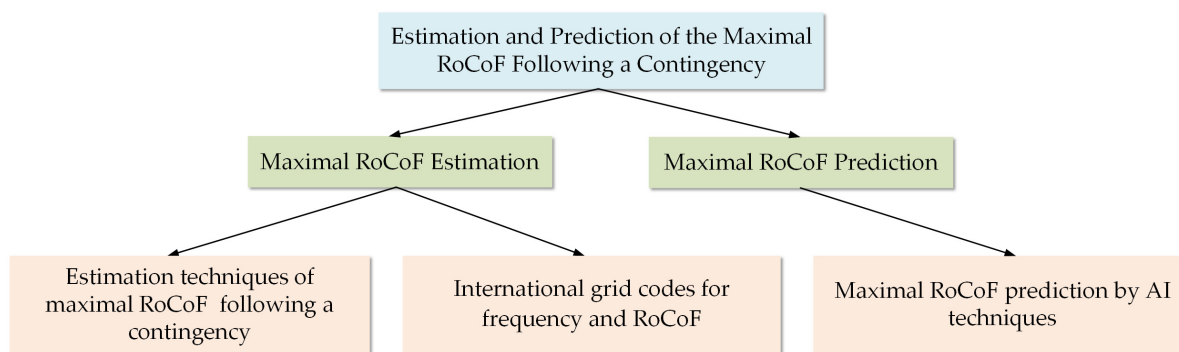 Estimation and Prediction of the Maximal
RoCoF Following a Contingency
Maximal RoCoF Estimation
Maximal RoCoF Prediction
Estimation techniques of
maximal RoCoF following a
contingency
International grid codes for
frequency and RoCoF
Maximal RoCoF prediction by AI
techniques